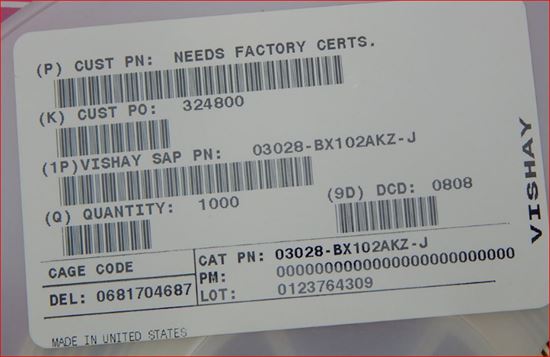 (P) CUST PN: NEEDS FACTORY CERTS.
(K) CUST PO: 324800
(1P)VISHAY SAP PN: 03028-BX102AKZ-J
(Q) QUANTITY: 1000
(9D) DCD: 0808
VISHAY
CAGE CODE
DEL: 0681704687
CAT PN: 03028-BX102AKZ-J
PM: 0000000000000000000000000
LOT: 0123764309
MADE IN UNITED STATES